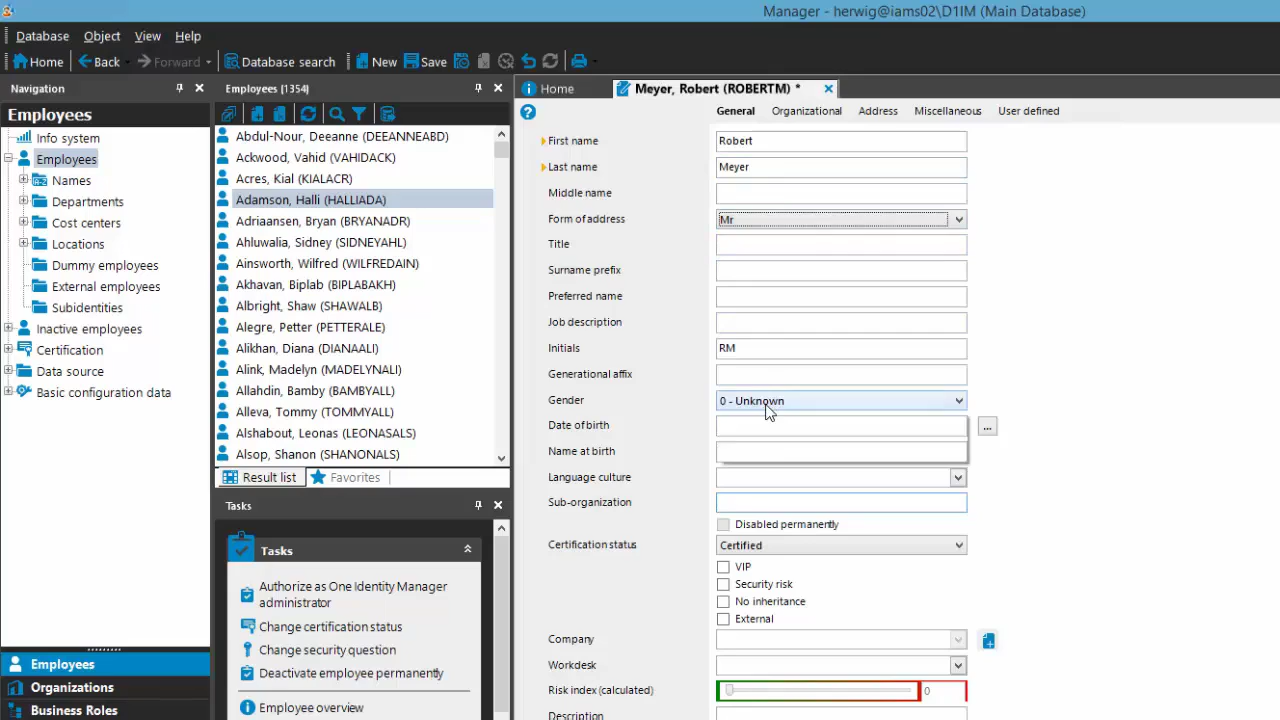 Manager - herwig@iams02\D1IM (Main Database)
Database Object View Help
Home Back Forward Database search New Save
Navigation
Employees
Info system
Employees
Names
Departments
Cost centers
Locations
Dummy employees
External employees
Subidentities
Inactive employees
Certification
Data source
Basic configuration data
Employees
Organizations
Business Roles
Employees (1354)
Abdul-Nour, Deeanne (DEEANNEABD)
Ackwood, Vahid (VAHIDACK)
Acres, Kial (KIALACR)
Adamson, Halli (HALLIADA)
Adriaansen, Bryan (BRYANADR)
Ahluwalia, Sidney (SIDNEYAHL)
Ainsworth, Wilfred (WILFREDAIN)
Akhavan, Biplab (BIPLABAKH)
Albright, Shaw (SHAWALB)
Alegre, Petter (PETTERALE)
Alikhan, Diana (DIANAALI)
Alink, Madelyn (MADELYNALI)
Allahdin, Bamby (BAMBYALL)
Alleva, Tommy (TOMMYALL)
Alshabout, Leonas (LEONASALS)
Alsop, Shanon (SHANONALS)
Result list Favorites
Tasks
Tasks
Authorize as One Identity Manager
administrator
Change certification status
Change security question
Deactivate employee permanently
Employee overview
Home Meyer, Robert (ROBERTM) *
General Organizational Address Miscellaneous User defined
First name Robert
Last name Meyer
Middle name
Form of address Mr
Title
Surname prefix
Preferred name
Job description
Initials RM
Generational affix
Gender 0 - Unknown
Date of birth ...
Name at birth
Language culture
Sub-organization
Disabled permanently
Certification status Certified
VIP
Security risk
No inheritance
External
Company
Workdesk
Risk index (calculated) 0
Description